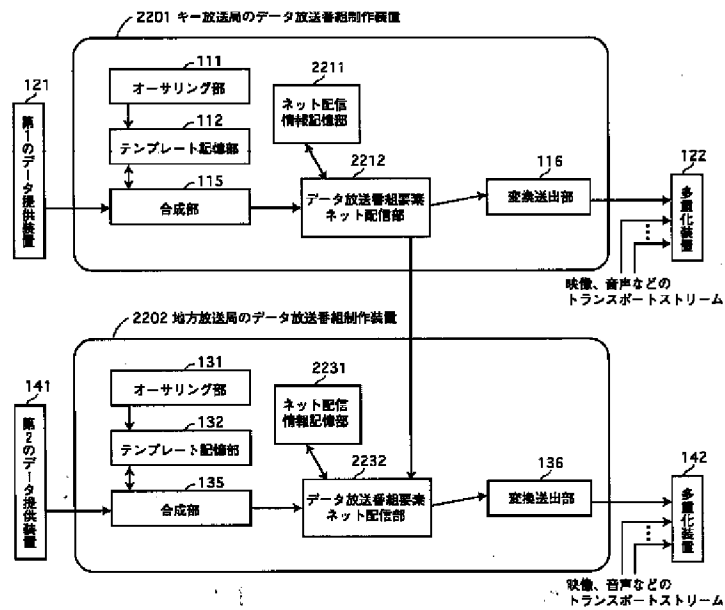 2201 キー放送局のデータ放送番組制作装置
121
第1のデータ提供装置
111
オーサリング部
112
テンプレート記憶部
115
合成部
2211
ネット配信
情報記憶部
2212
データ放送番組要素
ネット配信部
116
変換送出部
122
多重化装置
映像、音声などの
トランスポートストリーム
2202 地方放送局のデータ放送番組制作装置
141
第2のデータ提供装置
131
オーサリング部
132
テンプレート記憶部
135
合成部
2231
ネット配信
情報記憶部
2232
データ放送番組要素
ネット配信部
136
変換送出部
142
多重化装置
映像、音声などの
トランスポートストリーム